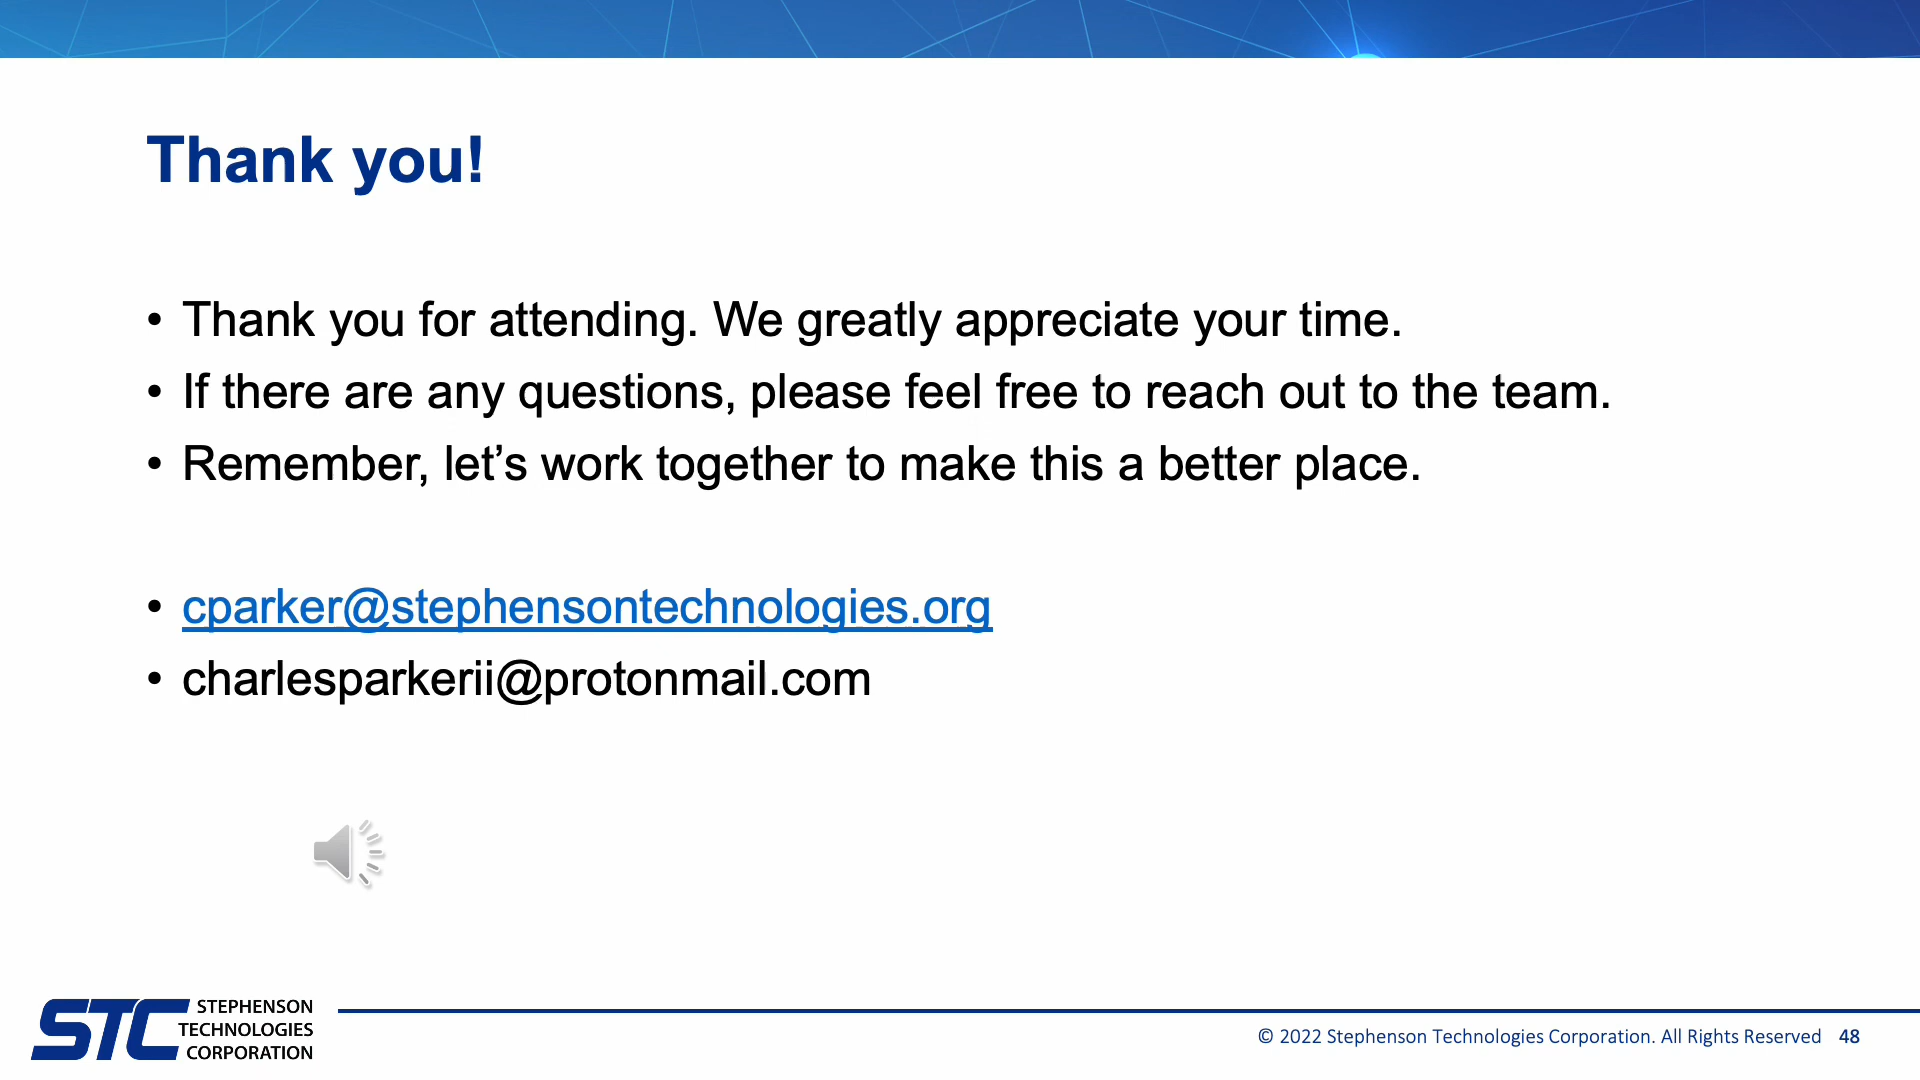 Thank you!
• Thank you for attending. We greatly appreciate your time.
• If there are any questions, please feel free to reach out to the team.
• Remember, let’s work together to make this a better place.
• cparker@stephensontechnologies.org
• charlesparkerii@protonmail.com
STC
STEPHENSON
TECHNOLOGIES
CORPORATION
© 2022 Stephenson Technologies Corporation. All Rights Reserved 48